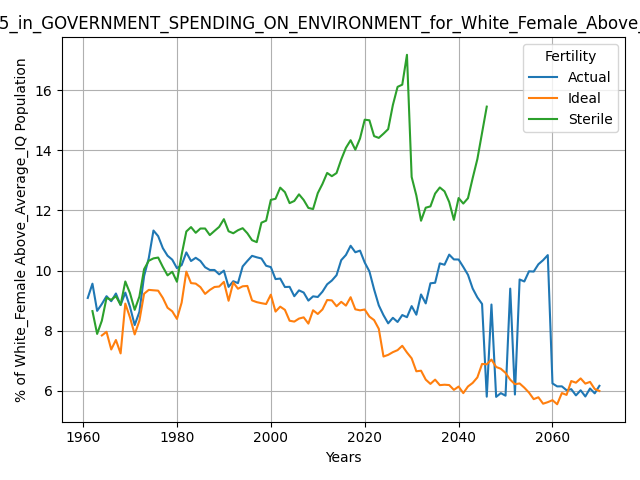 5_in_GOVERNMENT_SPENDING_ON_ENVIRONMENT_for_White_Female_Above_
Fertility
Actual
Ideal
Sterile
% of White_Female Above_Average_IQ Population
16
14
12
10
8
6
1960
1980
2000
2020
2040
2060
Years